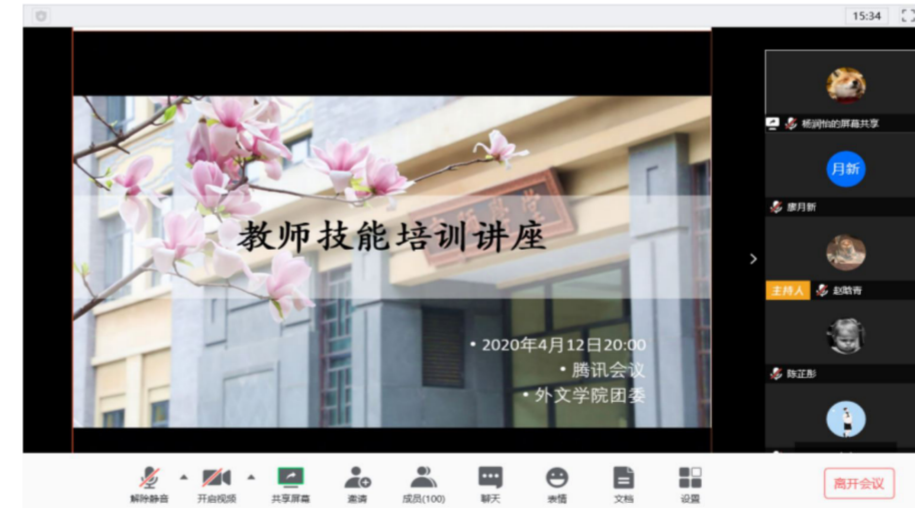 15:34
杨润怡的屏幕共享
月新
廖月新
主持人
陈芷彤
教师技能培训讲座
• 2020年4月12日20:00
• 腾讯会议
• 外文学院团委
解除静音
开启视频
共享屏幕
邀请
成员(100)
聊天
表情
文档
设置
离开会议